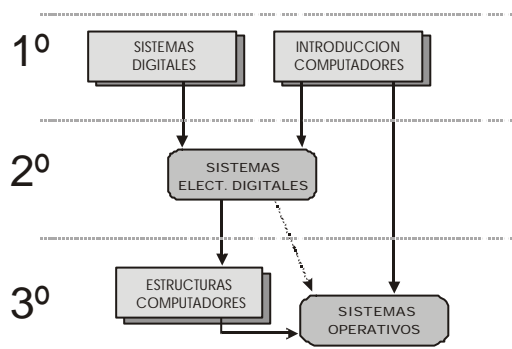 1º
SISTEMAS
DIGITALES
INTRODUCCION
COMPUTADORES
2º
SISTEMAS
ELECT. DIGITALES
3º
ESTRUCTURAS
COMPUTADORES
SISTEMAS
OPERATIVOS